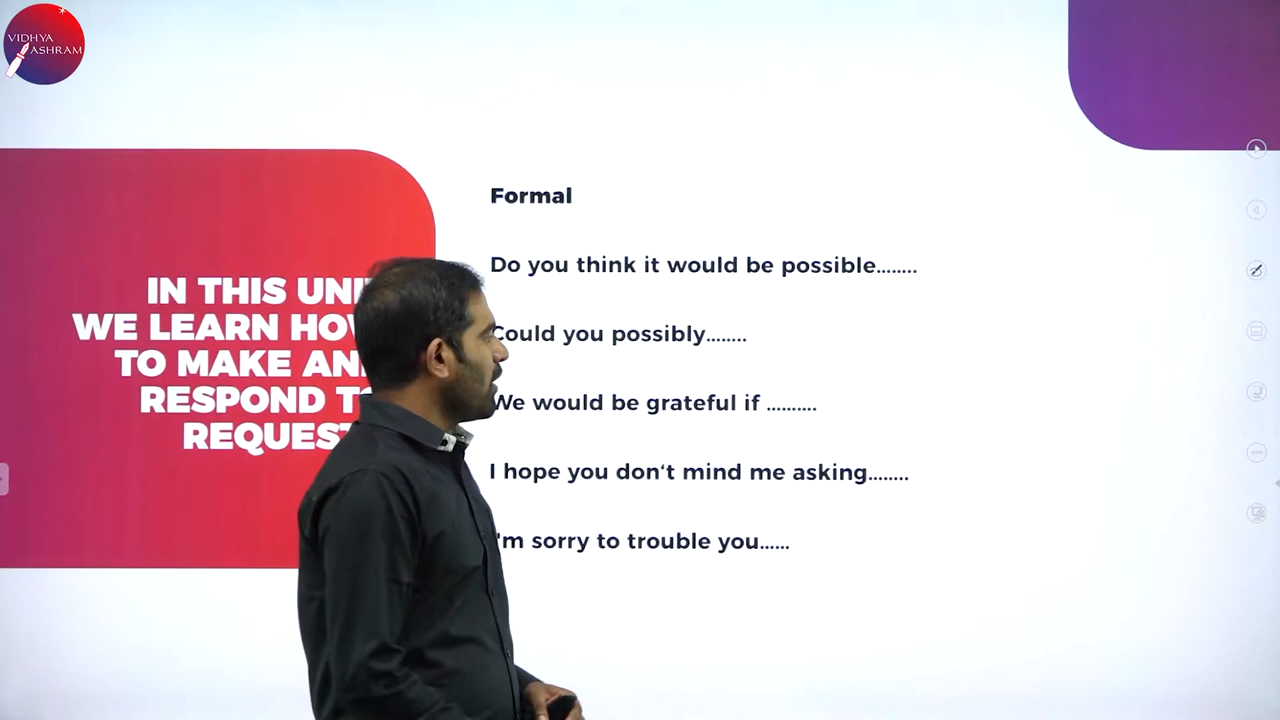 VIDHYA
ASHRAM
IN THIS
WE LEARN
TO MAKE
RESPOND
Formal
Do you think it would be possible........
Could you possibly........
We would be grateful if ..........
I hope you don‘t mind me asking........
I'm sorry to trouble you......